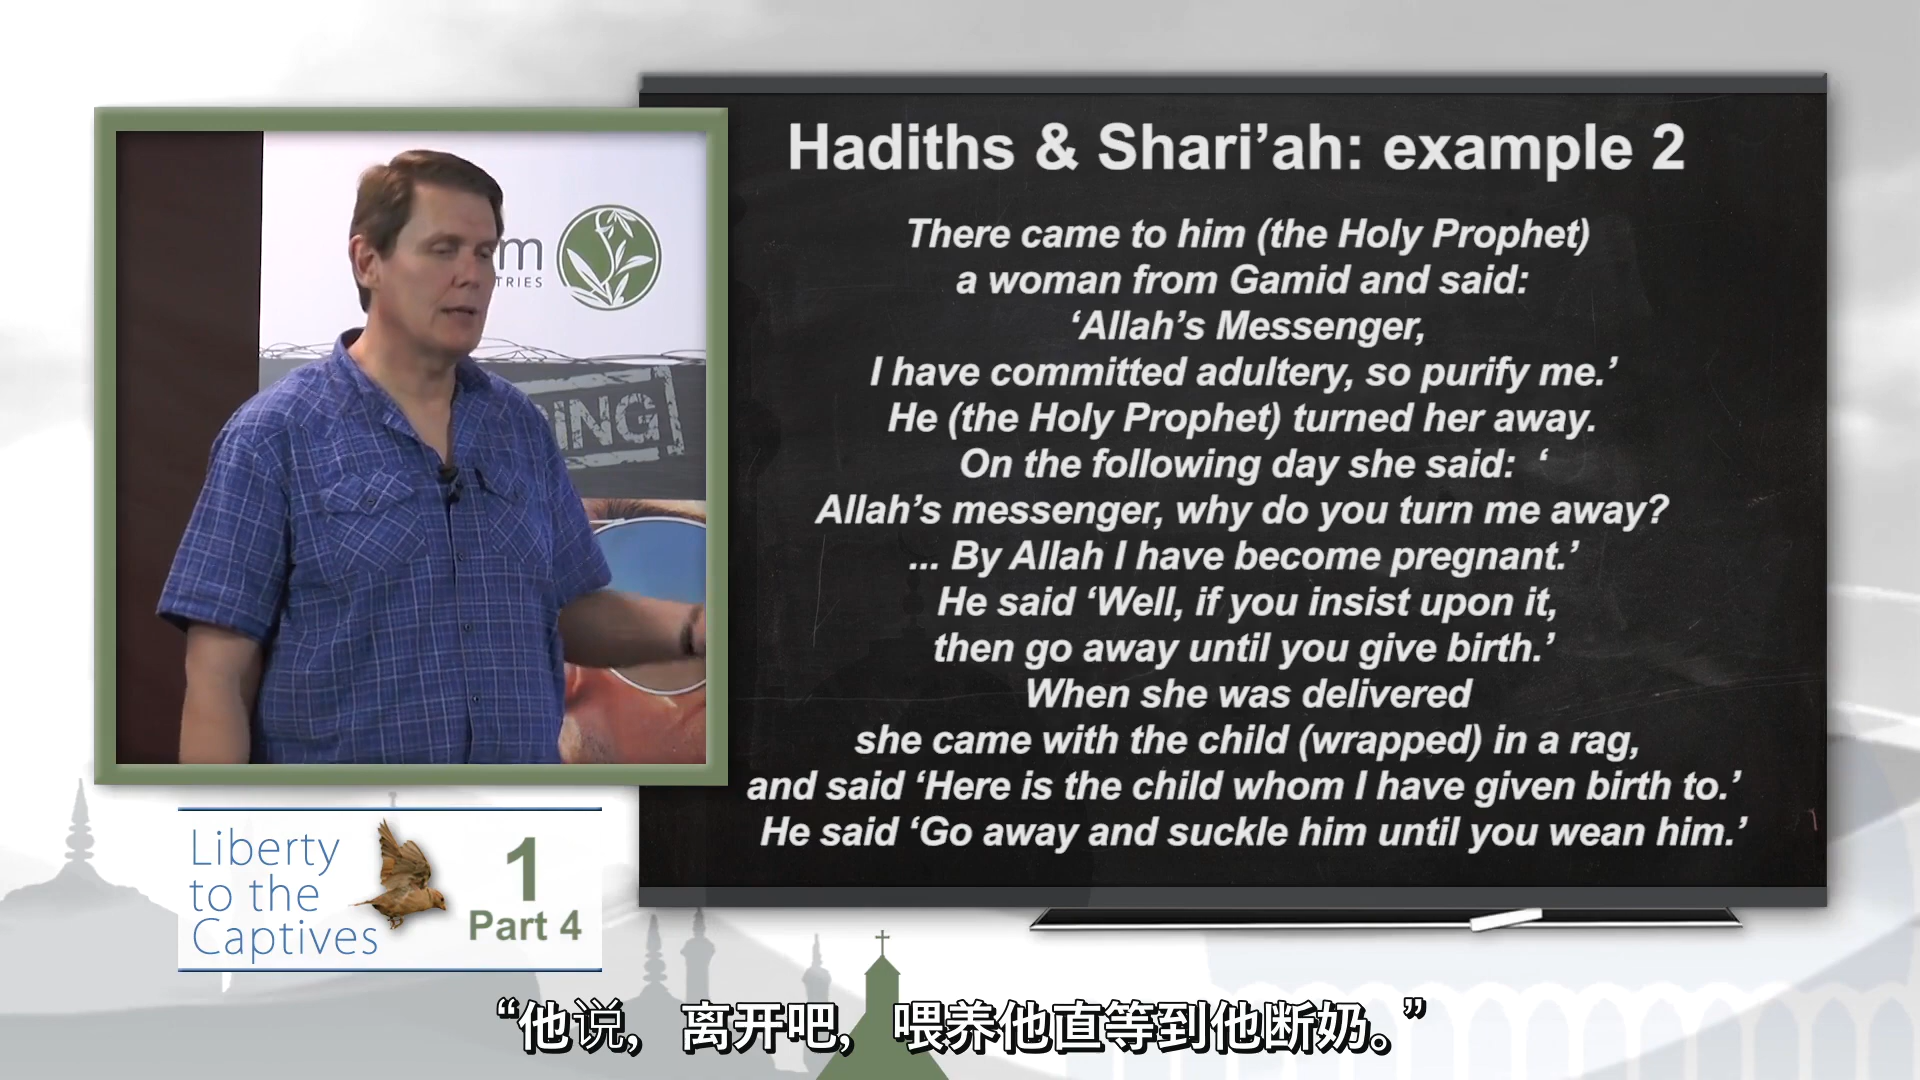 Hadiths & Shari’ah: example 2
There came to him (the Holy Prophet)
a woman from Gamid and said:
‘Allah’s Messenger,
I have committed adultery, so purify me.’
He (the Holy Prophet) turned her away.
On the following day she said: ‘
Allah’s messenger, why do you turn me away?
... By Allah I have become pregnant.’
He said ‘Well, if you insist upon it,
then go away until you give birth.’
When she was delivered
she came with the child (wrapped) in a rag,
and said ‘Here is the child whom I have given birth to.’
He said ‘Go away and suckle him until you wean him.’
Liberty
to the
Captives
1
Part 4
“他说，离开吧，喂养他直等到他断奶。”